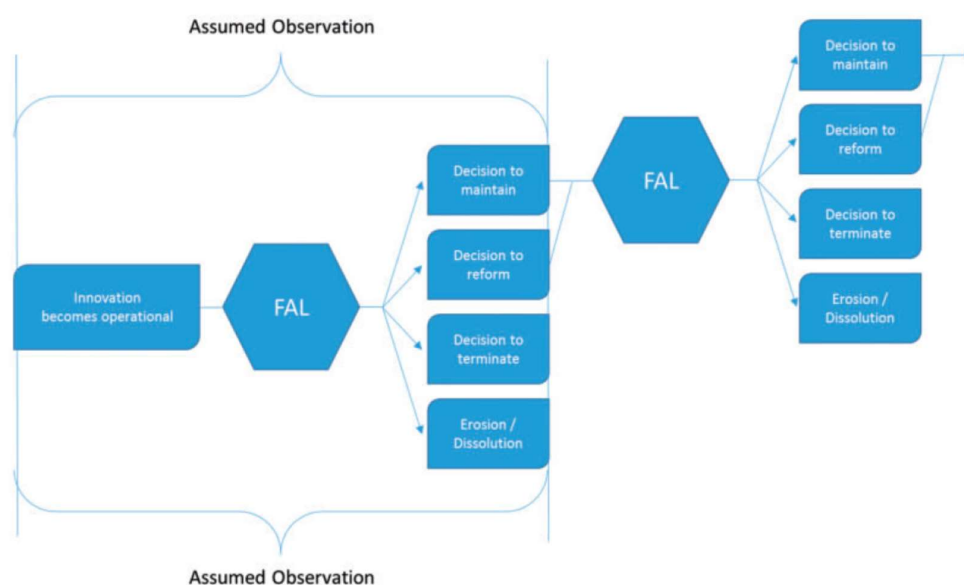 Assumed Observation
Innovation
becomes operational
FAL
Decision to
maintain
Decision to
reform
Decision to
terminate
Erosion /
Dissolution
FAL
Decision to
maintain
Decision to
reform
Decision to
terminate
Erosion /
Dissolution
Assumed Observation